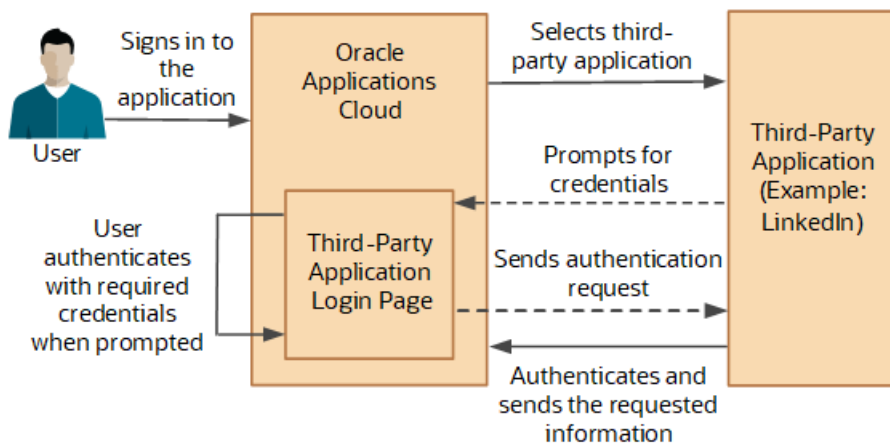 Signs in to
the
application
User
Oracle
Applications
Cloud
Selects third-
party application
Third-Party
Application
(Example:
LinkedIn)
Prompts for
credentials
User
authenticates
with required
credentials
when prompted
Third-Party
Application
Login Page
Sends authentication
request
Authenticates and
sends the requested
information